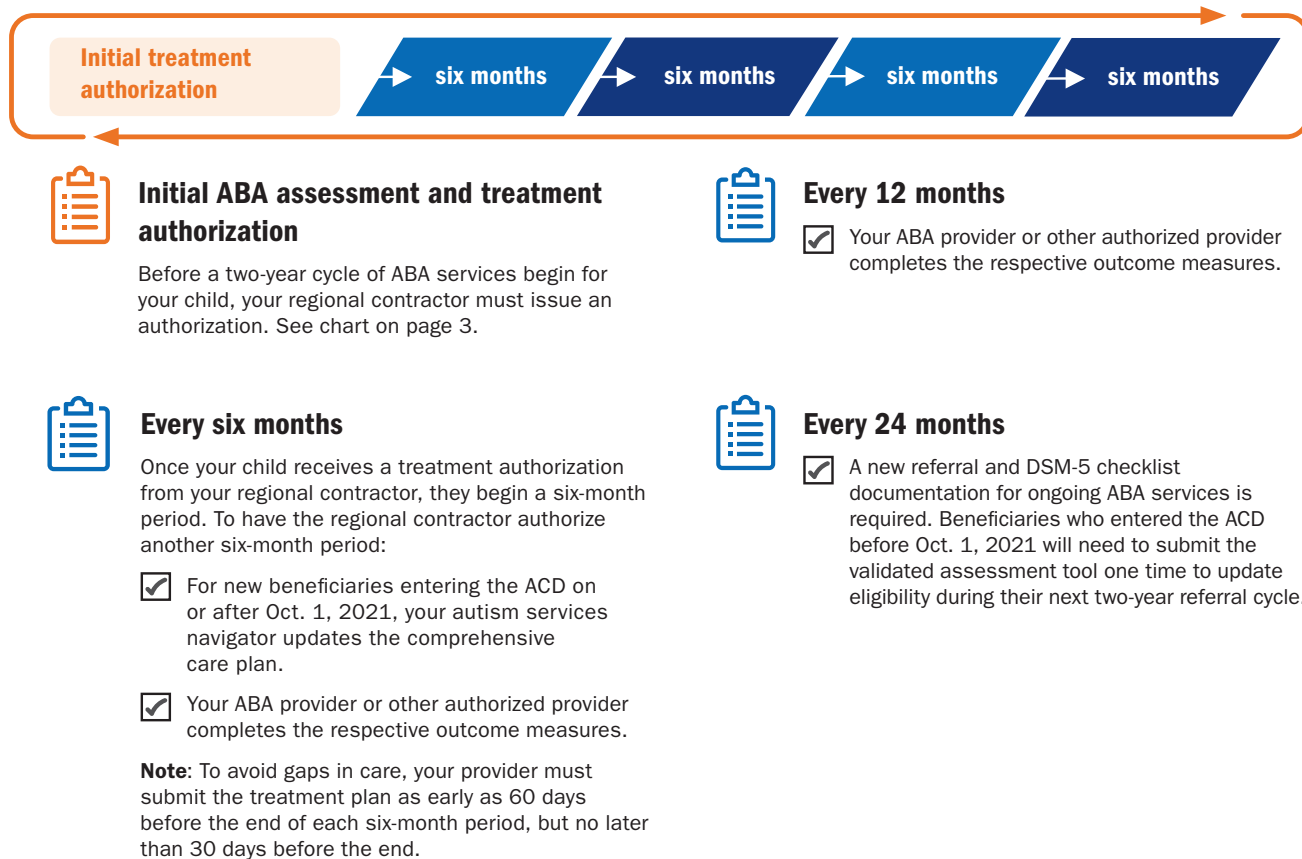 Initial treatment
authorization
six months
six months
six months
six months
Initial ABA assessment and treatment
authorization
Before a two-year cycle of ABA services begin for
your child, your regional contractor must issue an
authorization. See chart on page 3.
Every six months
Once your child receives a treatment authorization
from your regional contractor, they begin a six-month
period. To have the regional contractor authorize
another six-month period:
For new beneficiaries entering the ACD on
or after Oct. 1, 2021, your autism services
navigator updates the comprehensive
care plan.
Your ABA provider or other authorized provider
completes the respective outcome measures.
Note: To avoid gaps in care, your provider must
submit the treatment plan as early as 60 days
before the end of each six-month period, but no later
than 30 days before the end.
Every 12 months
Your ABA provider or other authorized provider
completes the respective outcome measures.
Every 24 months
A new referral and DSM-5 checklist
documentation for ongoing ABA services is
required. Beneficiaries who entered the ACD
before Oct. 1, 2021 will need to submit the
validated assessment tool one time to update
eligibility during their next two-year referral cycle.